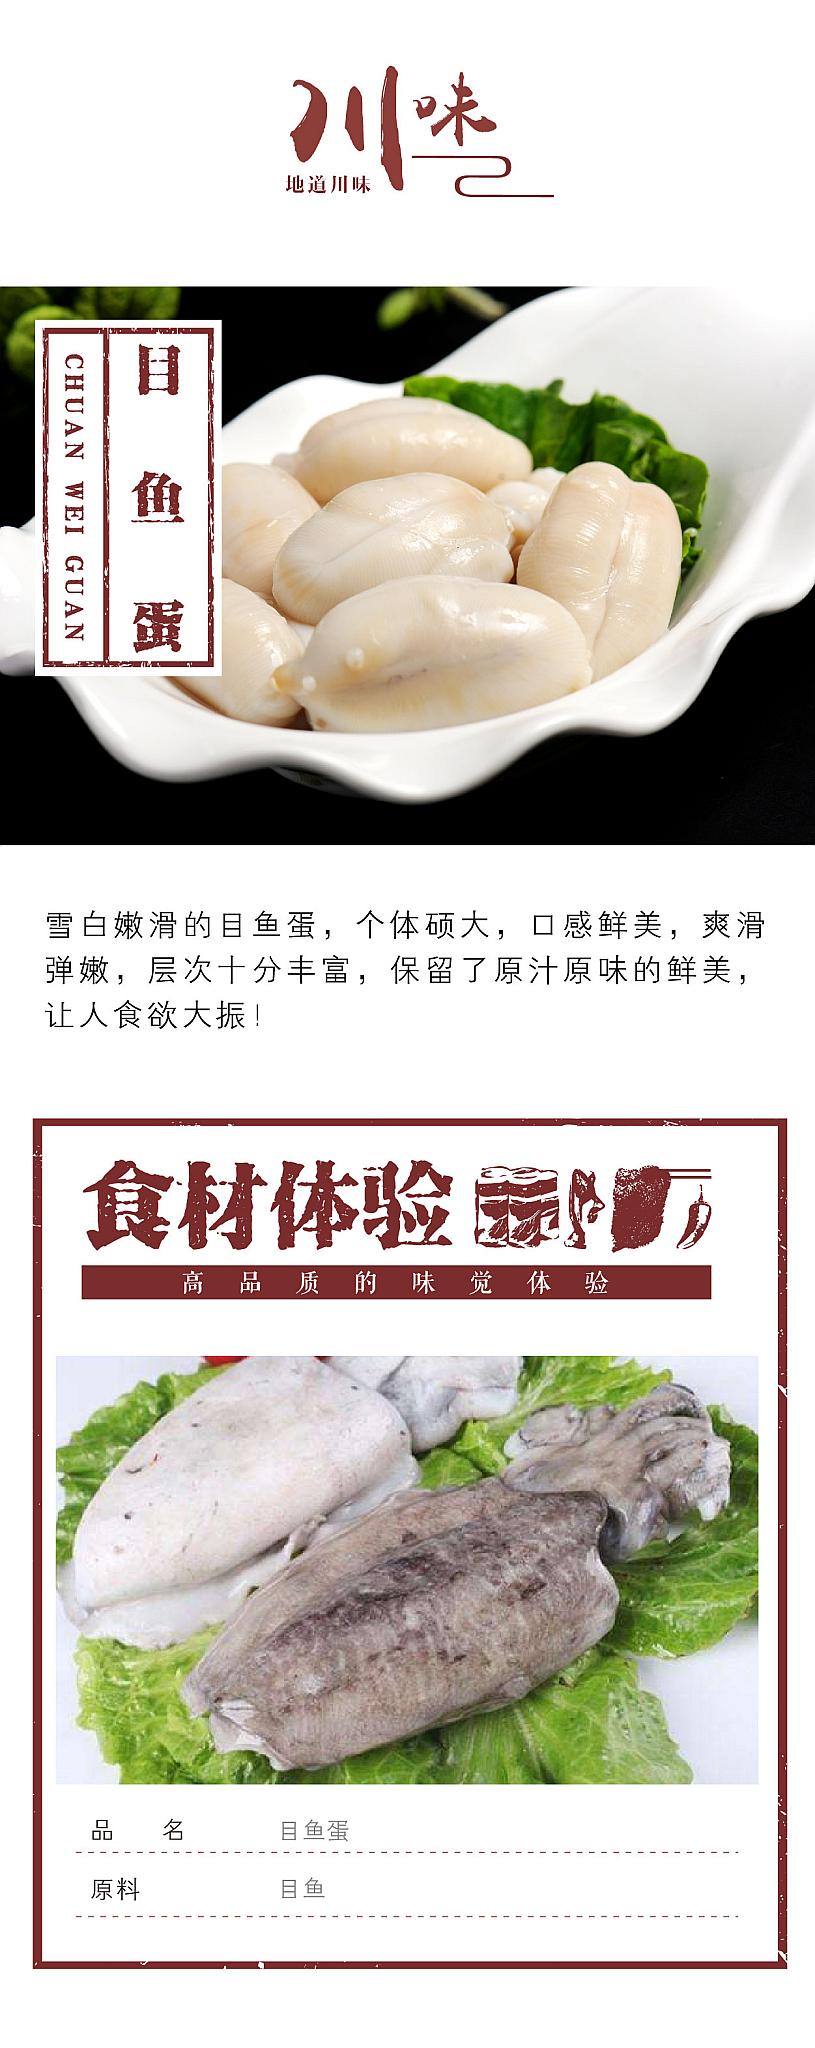 川味
地道川味
目鱼蛋
CHUAN WEI GUAN
雪白嫩滑的目鱼蛋，个体硕大，口感鲜美，爽滑
弹嫩，层次十分丰富，保留了原汁原味的鲜美，
让人食欲大振！
食材体验
高品质的味觉体验
品 名 目鱼蛋
原料 目鱼